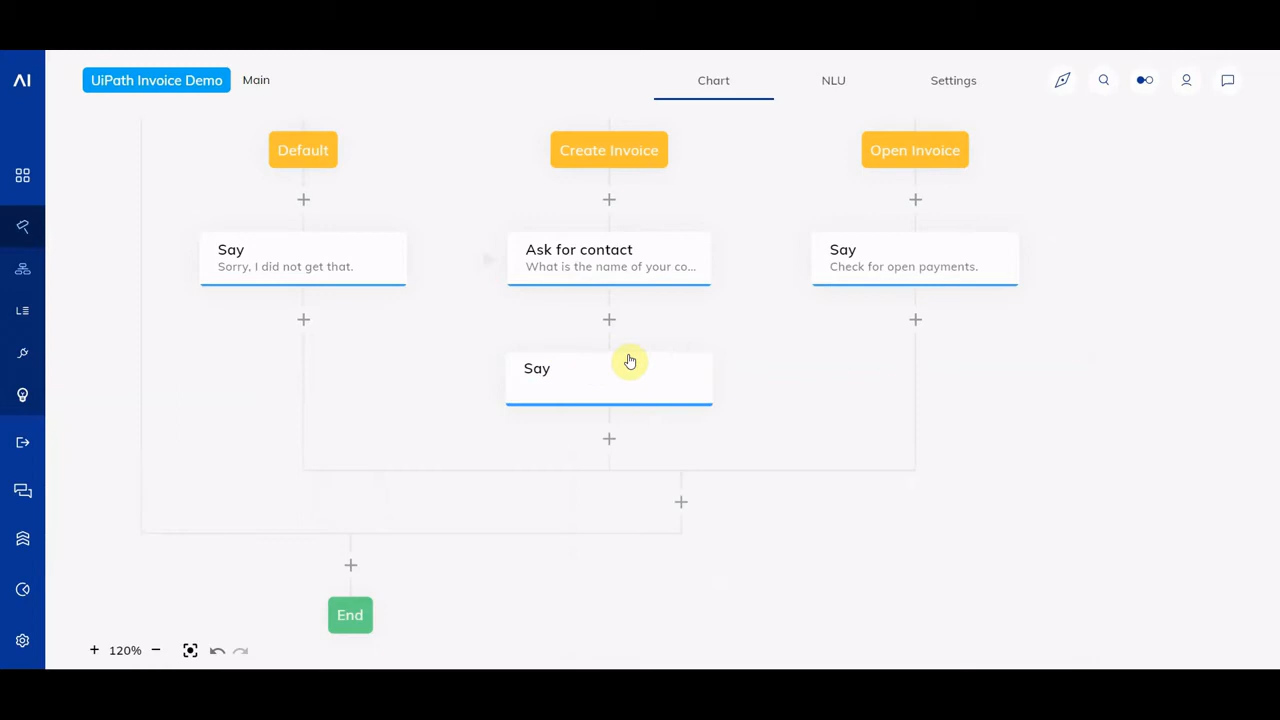 AI
UiPath Invoice Demo
Main
Chart
NLU
Settings
Default
Create Invoice
Open Invoice
Say
Sorry, I did not get that.
Ask for contact
What is the name of your co...
Say
Check for open payments.
Say
End
120%